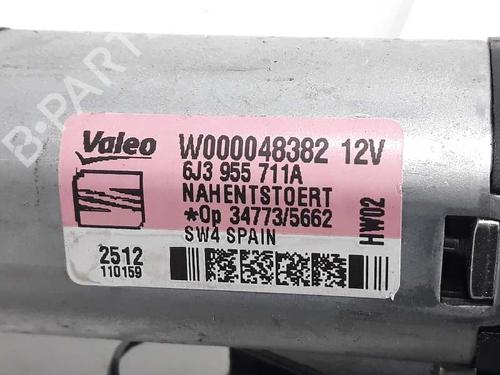 B-PARTS
Valeo W000048382 12V
6J3 955 711A
NAHENTSTOERT
*Op 34773/5662
SW4 SPAIN
HW02
2512
110159